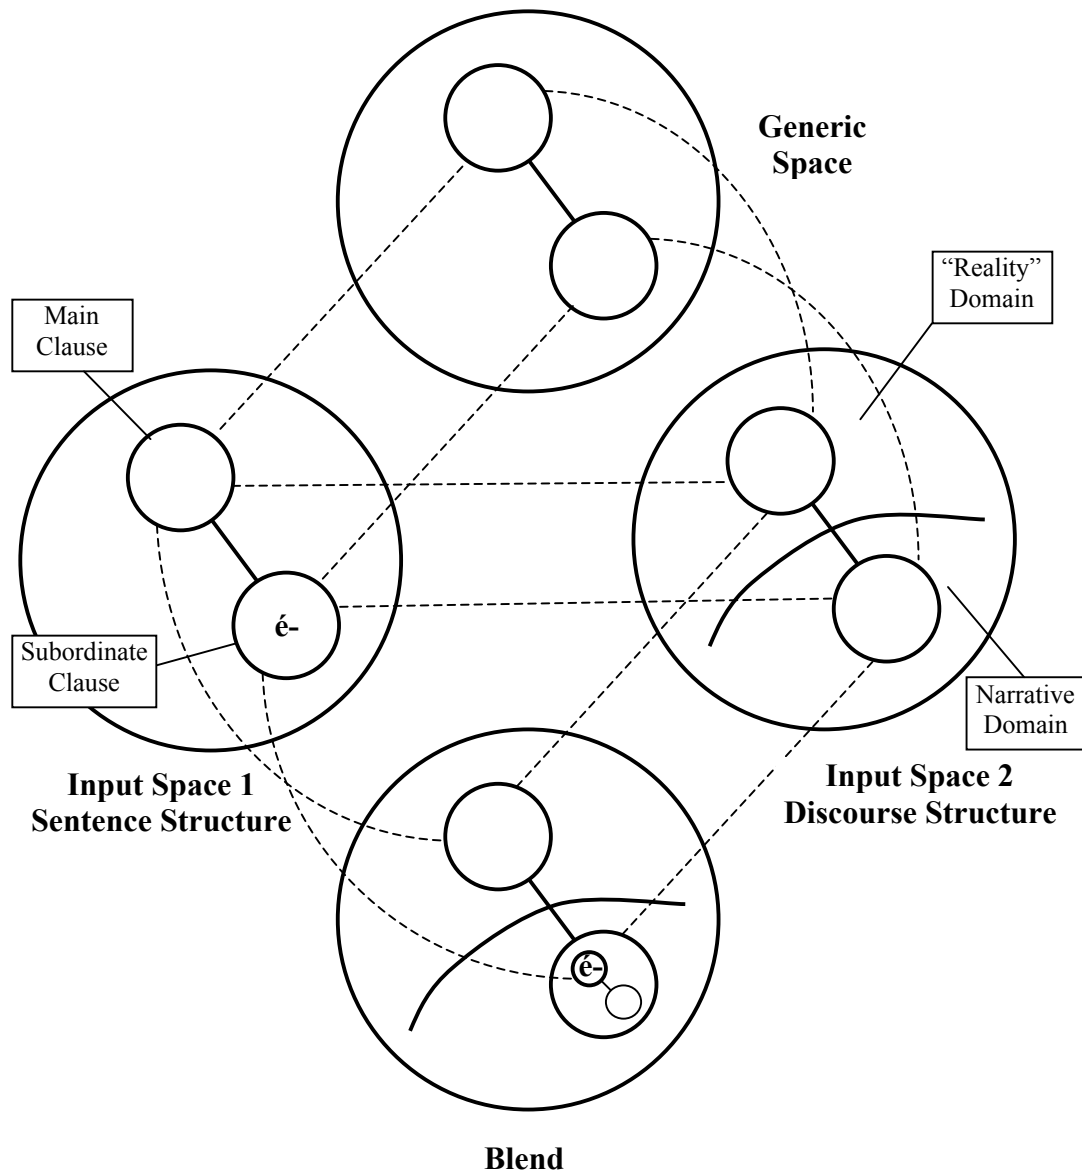 Generic
Space
“Reality”
Domain
Main
Clause
é-
Subordinate
Clause
Narrative
Domain
Input Space 1
Sentence Structure
Input Space 2
Discourse Structure
é-
Blend